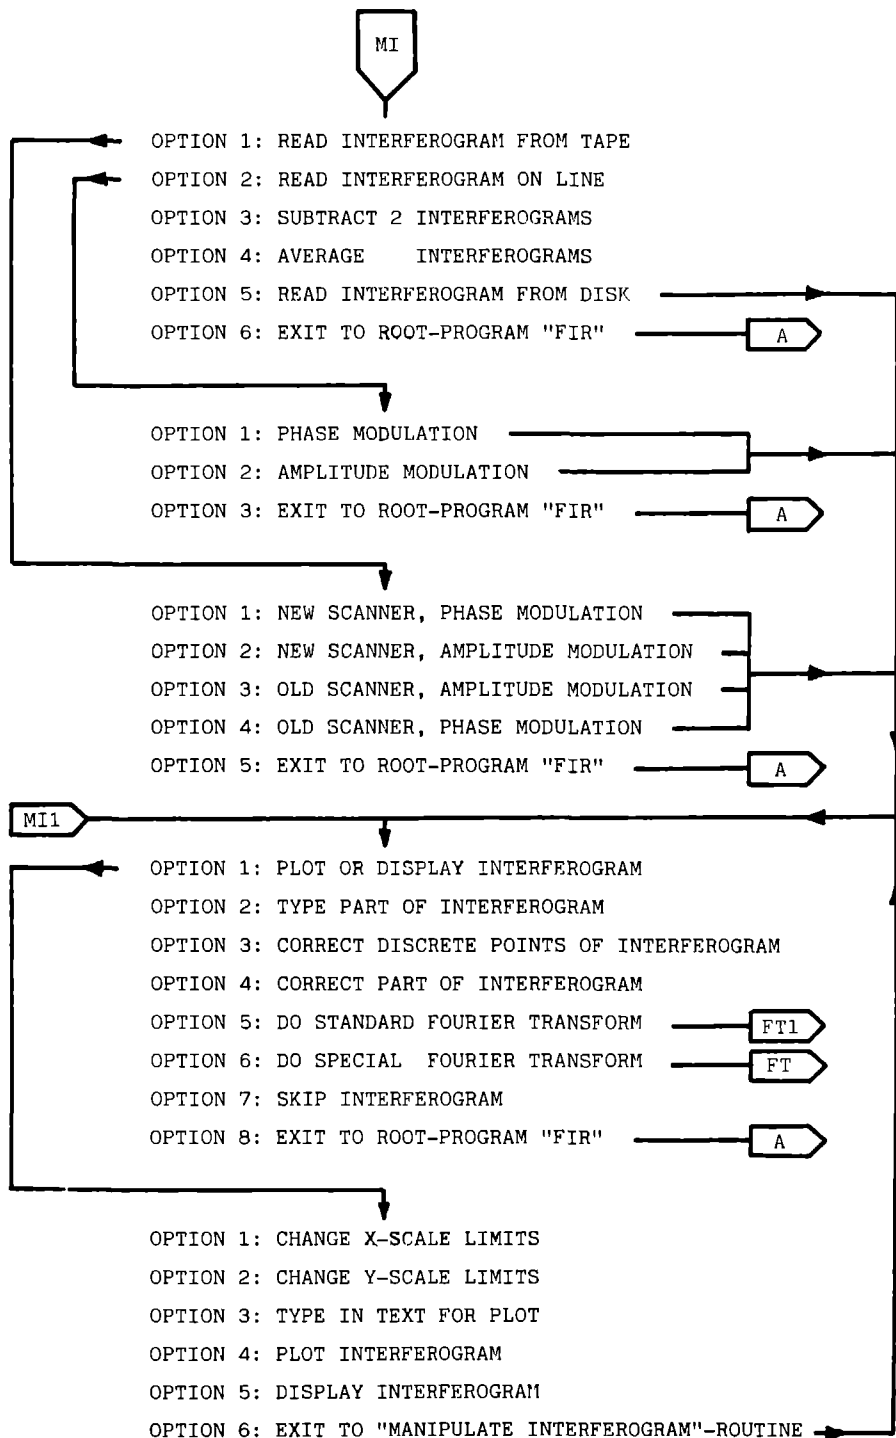 MI
OPTION 1: READ INTERFEROGRAM FROM TAPE
OPTION 2: READ INTERFEROGRAM ON LINE
OPTION 3: SUBTRACT 2 INTERFEROGRAMS
OPTION 4: AVERAGE INTERFEROGRAMS
OPTION 5: READ INTERFEROGRAM FROM DISK
OPTION 6: EXIT TO ROOT-PROGRAM "FIR" A
OPTION 1: PHASE MODULATION
OPTION 2: AMPLITUDE MODULATION
OPTION 3: EXIT TO ROOT-PROGRAM "FIR" A
OPTION 1: NEW SCANNER, PHASE MODULATION
OPTION 2: NEW SCANNER, AMPLITUDE MODULATION
OPTION 3: OLD SCANNER, AMPLITUDE MODULATION
OPTION 4: OLD SCANNER, PHASE MODULATION
OPTION 5: EXIT TO ROOT-PROGRAM "FIR" A
MI1
OPTION 1: PLOT OR DISPLAY INTERFEROGRAM
OPTION 2: TYPE PART OF INTERFEROGRAM
OPTION 3: CORRECT DISCRETE POINTS OF INTERFEROGRAM
OPTION 4: CORRECT PART OF INTERFEROGRAM
OPTION 5: DO STANDARD FOURIER TRANSFORM FT1
OPTION 6: DO SPECIAL FOURIER TRANSFORM FT
OPTION 7: SKIP INTERFEROGRAM
OPTION 8: EXIT TO ROOT-PROGRAM "FIR" A
OPTION 1: CHANGE X-SCALE LIMITS
OPTION 2: CHANGE Y-SCALE LIMITS
OPTION 3: TYPE IN TEXT FOR PLOT
OPTION 4: PLOT INTERFEROGRAM
OPTION 5: DISPLAY INTERFEROGRAM
OPTION 6: EXIT TO "MANIPULATE INTERFEROGRAM"-ROUTINE